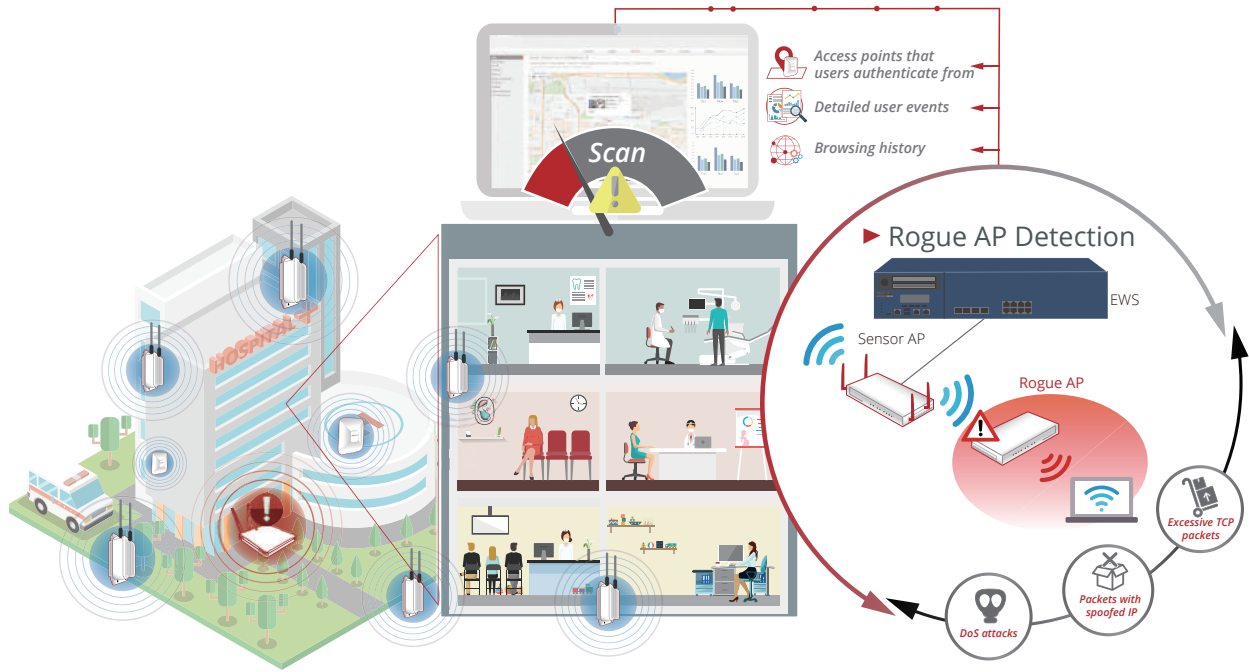 Access points that
users authenticate from
Detailed user events
Browsing history
Scan
Rogue AP Detection
EWS
Sensor AP
Rogue AP
HOSPITAL
Excessive TCP
packets
Packets with
spoofed IP
DoS attacks